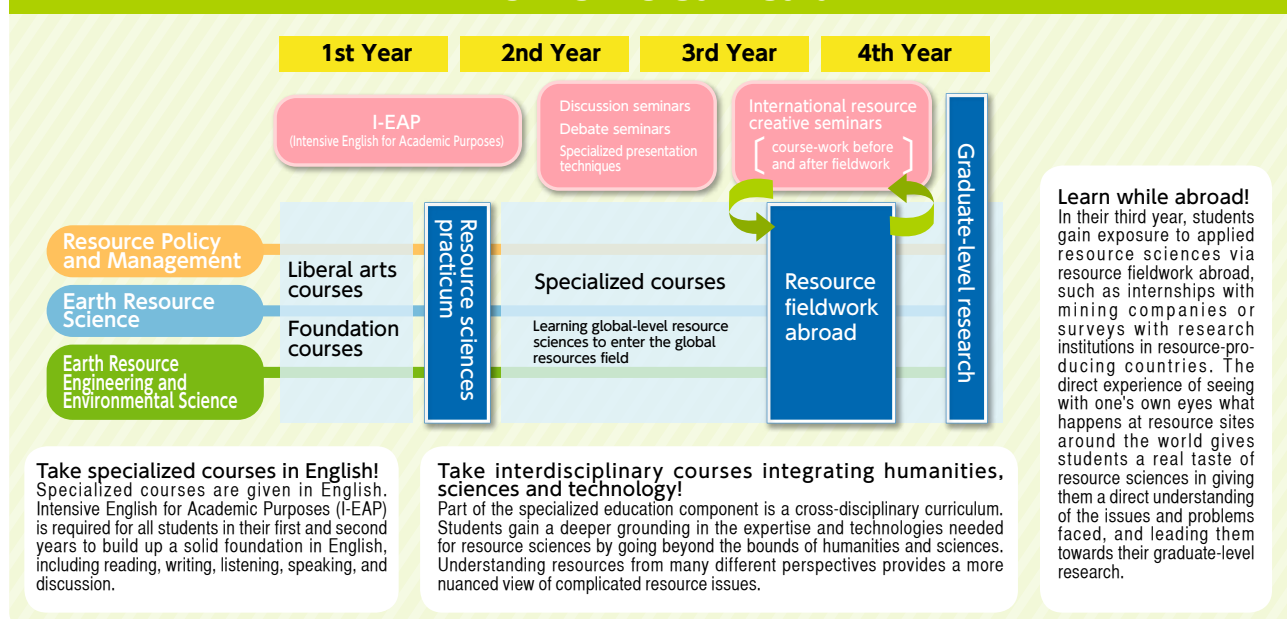 1st Year
2nd Year
3rd Year
4th Year
I-EAP
(Intensive English for Academic Purposes)
Discussion seminars
Debate seminars
Specialized presentation
techniques
International resource
creative seminars
course-work before
and after fieldwork
Graduate-level research
Resource Policy
and Management
Earth Resource
Science
Earth Resource
Engineering and
Environmental Science
Liberal arts
courses
Foundation
courses
Resource sciences
practicum
Specialized courses
Learning global-level resource
sciences to enter the global
resources field
Resource
fieldwork
abroad
Learn while abroad!
In their third year, students
gain exposure to applied
resource sciences via
resource fieldwork abroad,
such as internships with
mining companies or
surveys with research
institutions in resource-pro-
ducing countries. The
direct experience of seeing
with one's own eyes what
happens at resource sites
around the world gives
students a real taste of
resource sciences in giving
them a direct understanding
of the issues and problems
faced, and leading them
towards their graduate-level
research.
Take specialized courses in English!
Specialized courses are given in English.
Intensive English for Academic Purposes (I-EAP)
is required for all students in their first and second
years to build up a solid foundation in English,
including reading, writing, listening, speaking, and
discussion.
Take interdisciplinary courses integrating humanities,
sciences and technology!
Part of the specialized education component is a cross-disciplinary curriculum.
Students gain a deeper grounding in the expertise and technologies needed
for resource sciences by going beyond the bounds of humanities and sciences.
Understanding resources from many different perspectives provides a more
nuanced view of complicated resource issues.